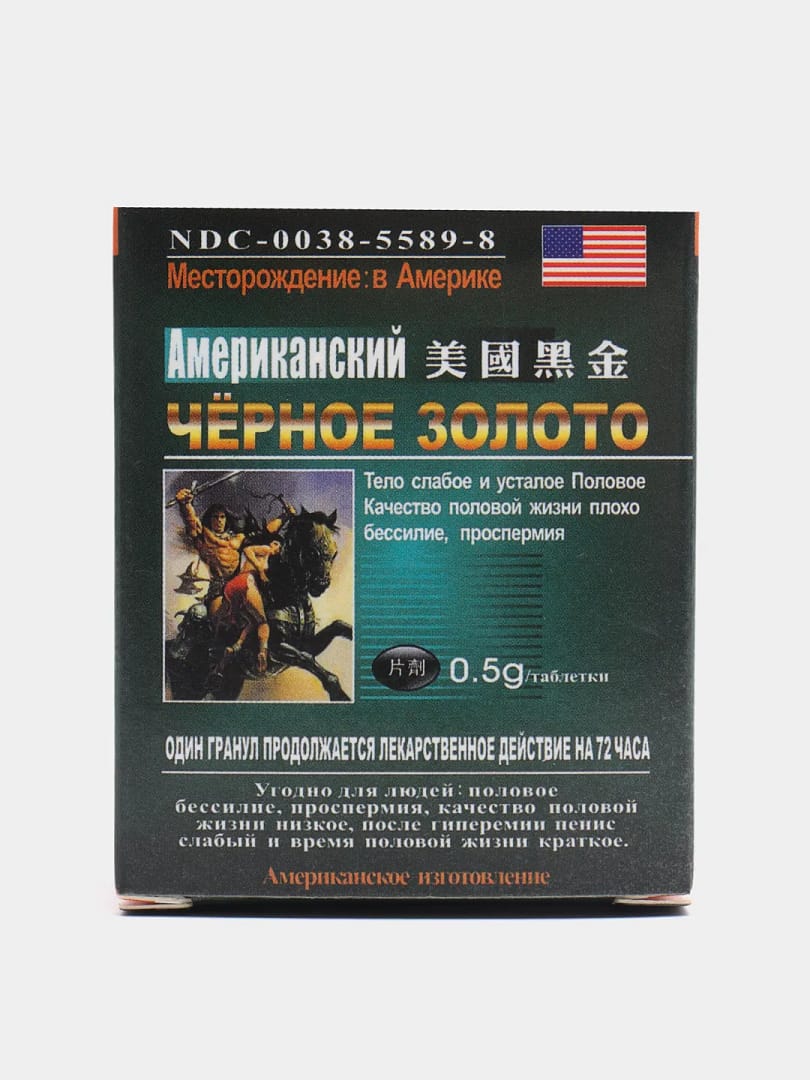 NDC-0038-5589-8
Месторождение: в Америке
Американский 美國黑金
ЧЁРНОЕ ЗОЛОТО
Тело слабое и усталое Половое
Качество половой жизни плохо
бессилие, проспермия
片劑 0.5g/таблетки
ОДИН ГРАНУЛ ПРОДОЛЖАЕТСЯ ЛЕКАРСТВЕННОЕ ДЕЙСТВИЕ НА 72 ЧАСА
Угодно для людей: половое
бессилие, проспермия, качество половой
жизни низкое, после гиперемии пенис
слабый и время половой жизни краткое.
Американское изготовление